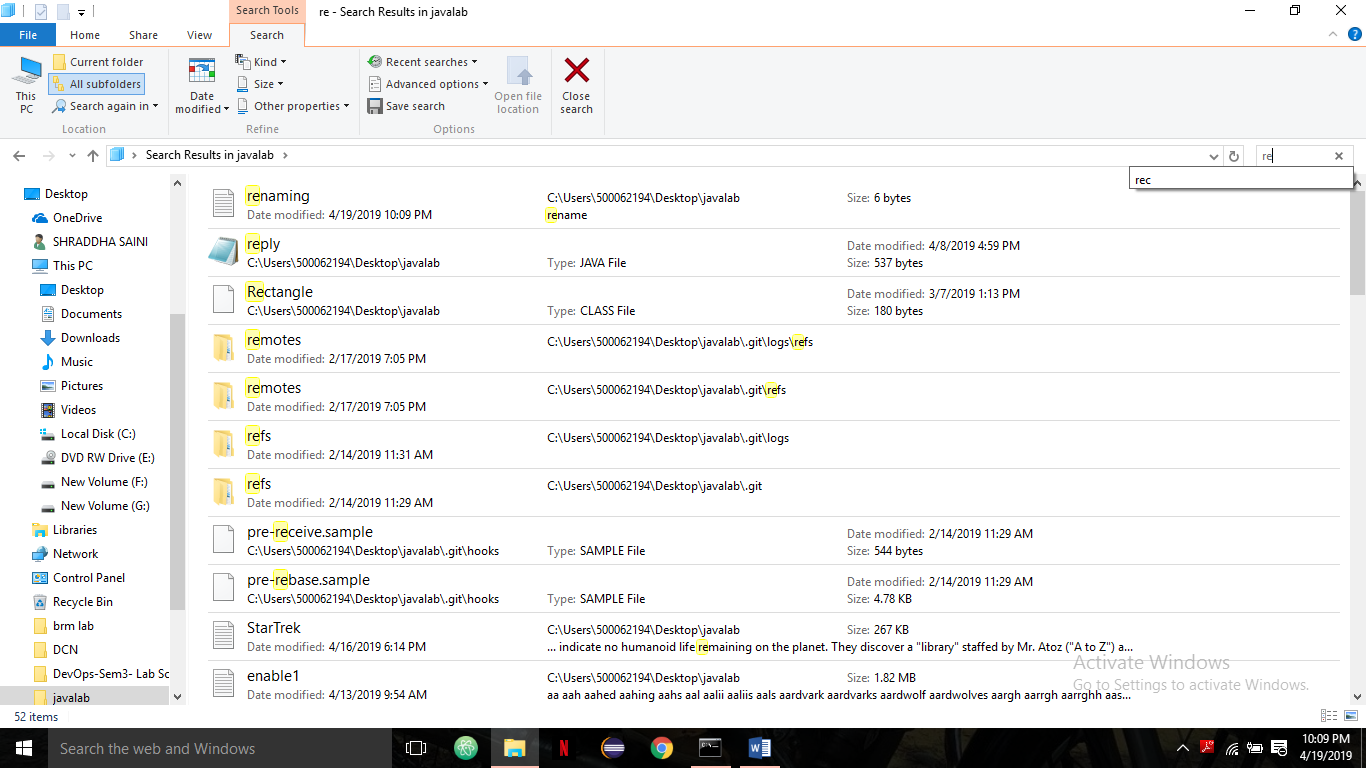 Search Tools
re - Search Results in javalab
File Home Share View Search
This PC
Current folder
All subfolders
Search again in
Location
Date modified
Kind
Size
Other properties
Refine
Recent searches
Advanced options
Save search
Options
Open file location
Close search
Search Results in javalab
re
rec
Desktop
OneDrive
SHRADDHA SAINI
This PC
Desktop
Documents
Downloads
Music
Pictures
Videos
Local Disk (C:)
DVD RW Drive (E:)
New Volume (F:)
New Volume (G:)
Libraries
Network
Control Panel
Recycle Bin
brm lab
DCN
DevOps-Sem3- Lab Sc
javalab
renaming C:\Users\500062194\Desktop\javalab Size: 6 bytes
Date modified: 4/19/2019 10:09 PM rename
reply Date modified: 4/8/2019 4:59 PM
C:\Users\500062194\Desktop\javalab Type: JAVA File Size: 537 bytes
Rectangle Date modified: 3/7/2019 1:13 PM
C:\Users\500062194\Desktop\javalab Type: CLASS File Size: 180 bytes
remotes C:\Users\500062194\Desktop\javalab\.git\logs\refs
Date modified: 2/17/2019 7:05 PM
remotes C:\Users\500062194\Desktop\javalab\.git\refs
Date modified: 2/17/2019 7:05 PM
refs C:\Users\500062194\Desktop\javalab\.git\logs
Date modified: 2/14/2019 11:31 AM
refs C:\Users\500062194\Desktop\javalab\.git
Date modified: 2/14/2019 11:29 AM
pre-receive.sample Date modified: 2/14/2019 11:29 AM
C:\Users\500062194\Desktop\javalab\.git\hooks Type: SAMPLE File Size: 544 bytes
pre-rebase.sample Date modified: 2/14/2019 11:29 AM
C:\Users\500062194\Desktop\javalab\.git\hooks Type: SAMPLE File Size: 4.78 KB
StarTrek C:\Users\500062194\Desktop\javalab Size: 267 KB
Date modified: 4/16/2019 6:14 PM ... indicate no humanoid life remaining on the planet. They discover a "library" staffed by Mr. Atoz ("A to Z") a...
enable1 C:\Users\500062194\Desktop\javalab Size: 1.82 MB
Date modified: 4/13/2019 9:54 AM aa aah aahed aahing aahs aal aalii aaliis aals aardvark aardvarks aardwolf aardwolves aargh aarrgh aarrghh aas...
Activate Windows
Go to Settings to activate Windows.
52 items
Search the web and Windows
10:09 PM
4/19/2019